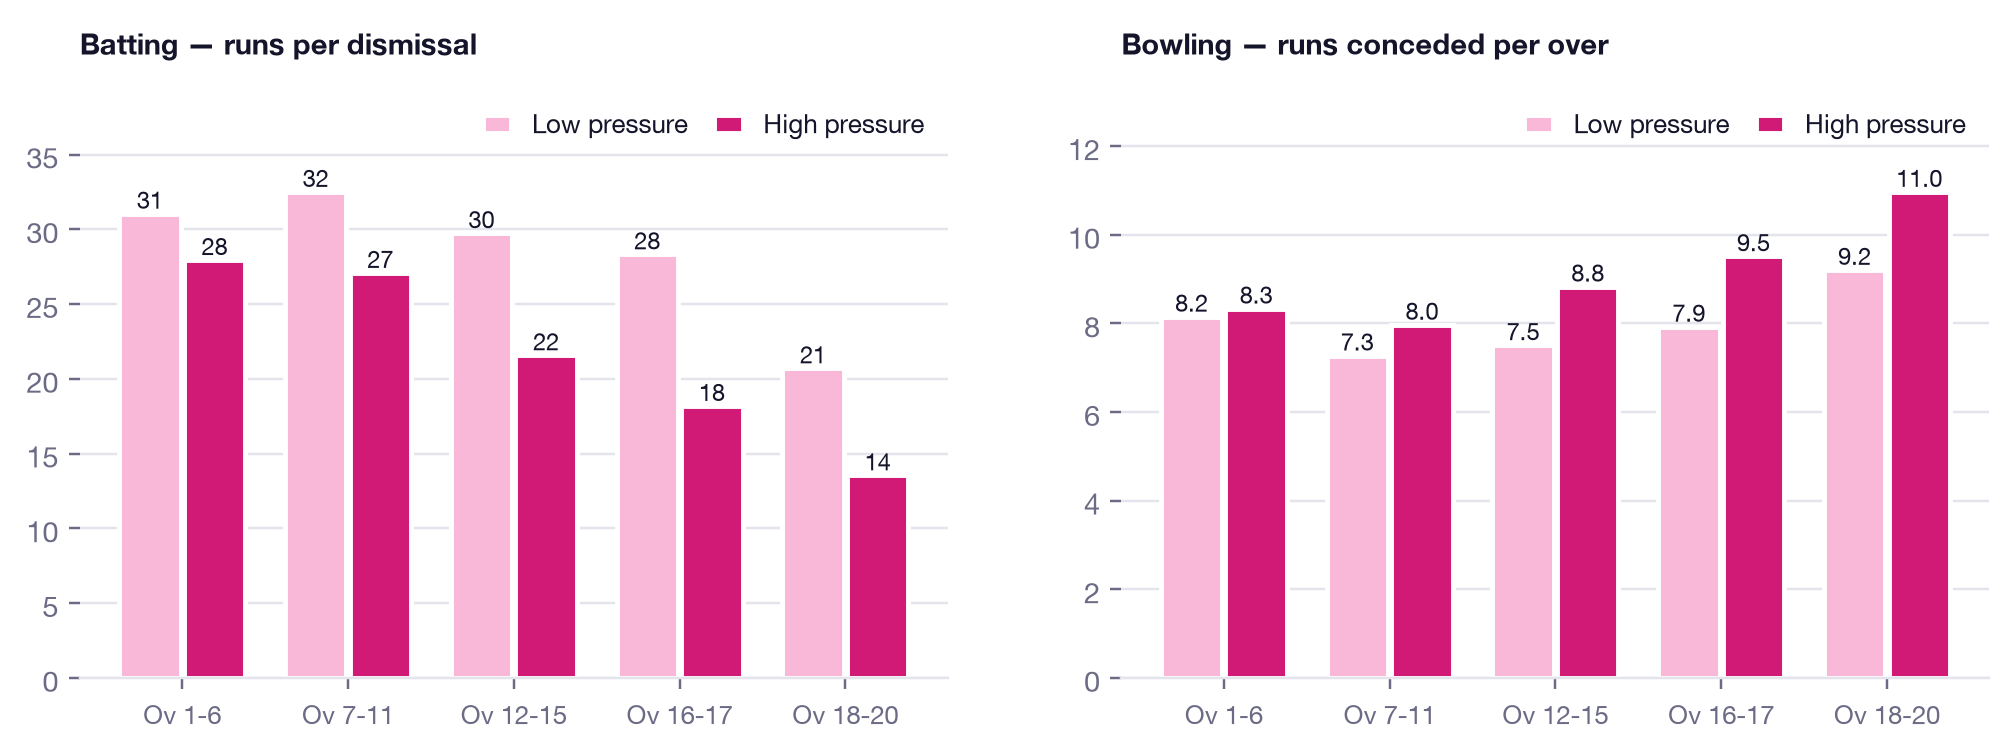 Batting — runs per dismissal
Low pressure High pressure
35
30
25
20
15
10
5
0
31 28 32 27 30 22 28 18 21 14
Ov 1-6 Ov 7-11 Ov 12-15 Ov 16-17 Ov 18-20
Bowling — runs conceded per over
Low pressure High pressure
12
10
8
6
4
2
0
8.2 8.3 7.3 8.0 7.5 8.8 7.9 9.5 9.2 11.0
Ov 1-6 Ov 7-11 Ov 12-15 Ov 16-17 Ov 18-20